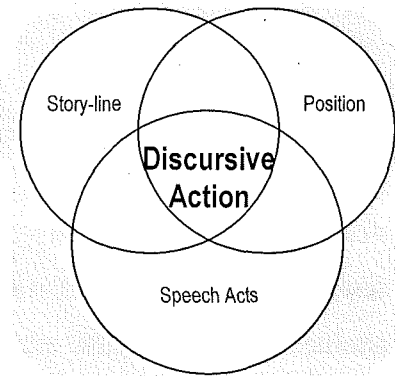 Story-line
Position
Discursive
Action
Speech Acts